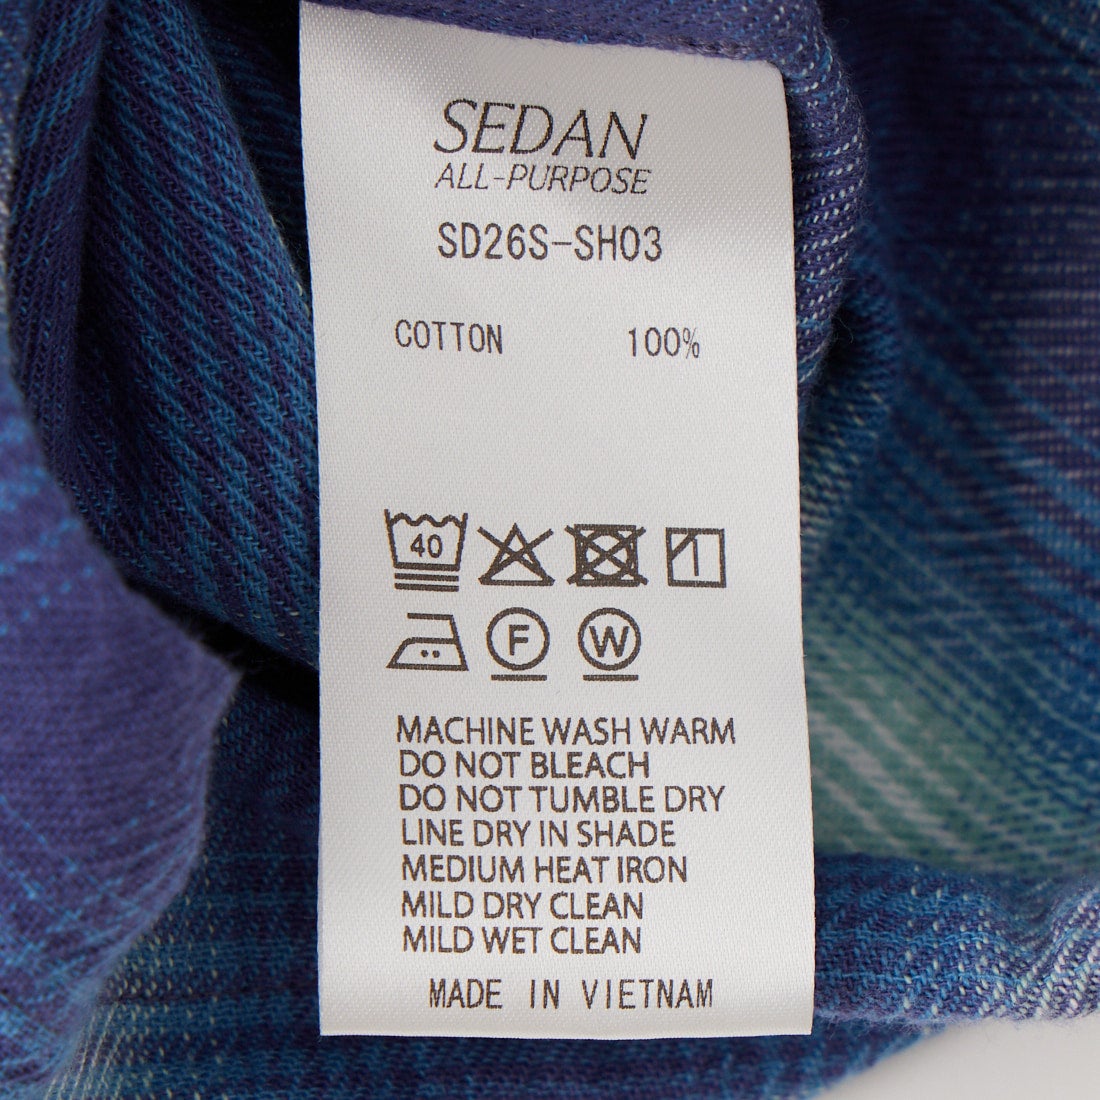 SEDAN
ALL-PURPOSE
SD26S-SH03
COTTON 100%
40
F W
MACHINE WASH WARM
DO NOT BLEACH
DO NOT TUMBLE DRY
LINE DRY IN SHADE
MEDIUM HEAT IRON
MILD DRY CLEAN
MILD WET CLEAN
MADE IN VIETNAM